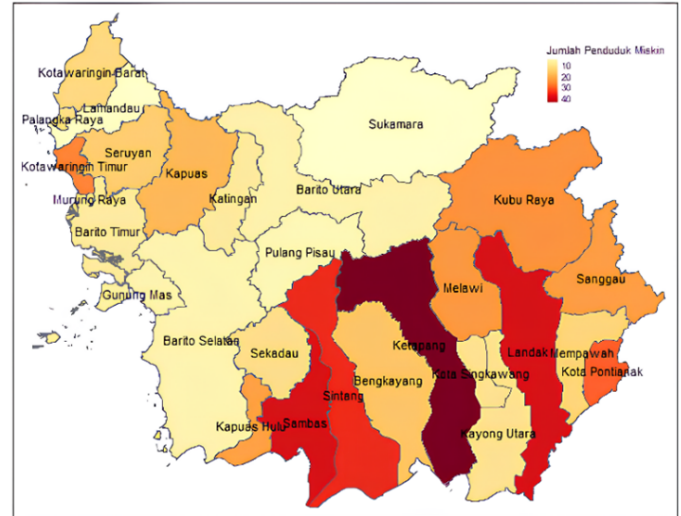 Jumlah Penduduk Miskin
10
20
30
40
Kotawaringin Barat
Lamandau
Palangka Raya
Sukamara
Seruyan
Kotawaringin Timur
Kapuas
Murung Raya
Katingan
Barito Utara
Kubu Raya
Barito Timur
Pulang Pisau
Sanggau
Melawi
Gunung Mas
Barito Selatan
Sekadau
Ketapang
Landak
Mempawah
Kota Singkawang
Kota Pontianak
Bengkayang
Sintang
Kapuas Hulu
Sambas
Kayong Utara